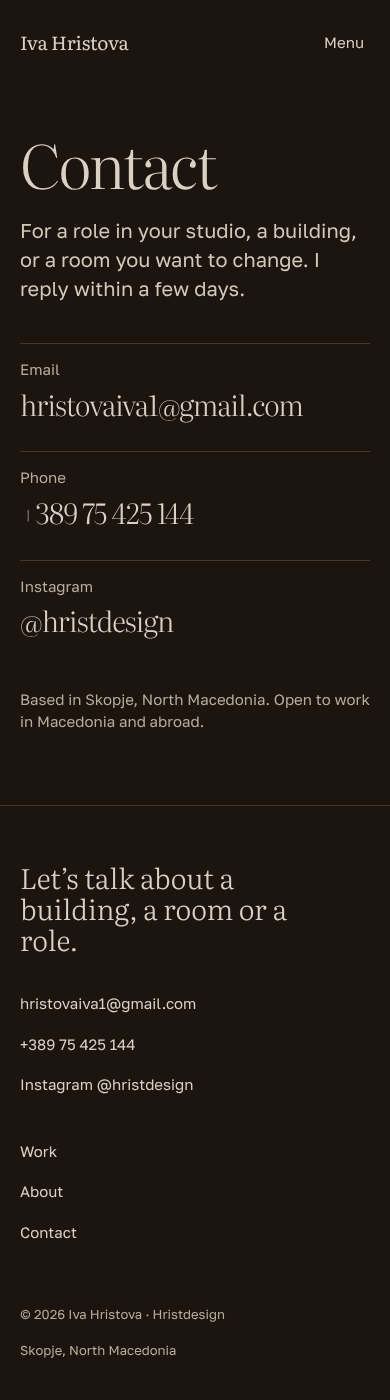 Iva Hristova
Menu
Contact
For a role in your studio, a building,
or a room you want to change. I
reply within a few days.
Email
hristovaiva1@gmail.com
Phone
+389 75 425 144
Instagram
@hristdesign
Based in Skopje, North Macedonia. Open to work
in Macedonia and abroad.
Let’s talk about a
building, a room or a
role.
hristovaiva1@gmail.com
+389 75 425 144
Instagram @hristdesign
Work
About
Contact
© 2026 Iva Hristova · Hristdesign
Skopje, North Macedonia